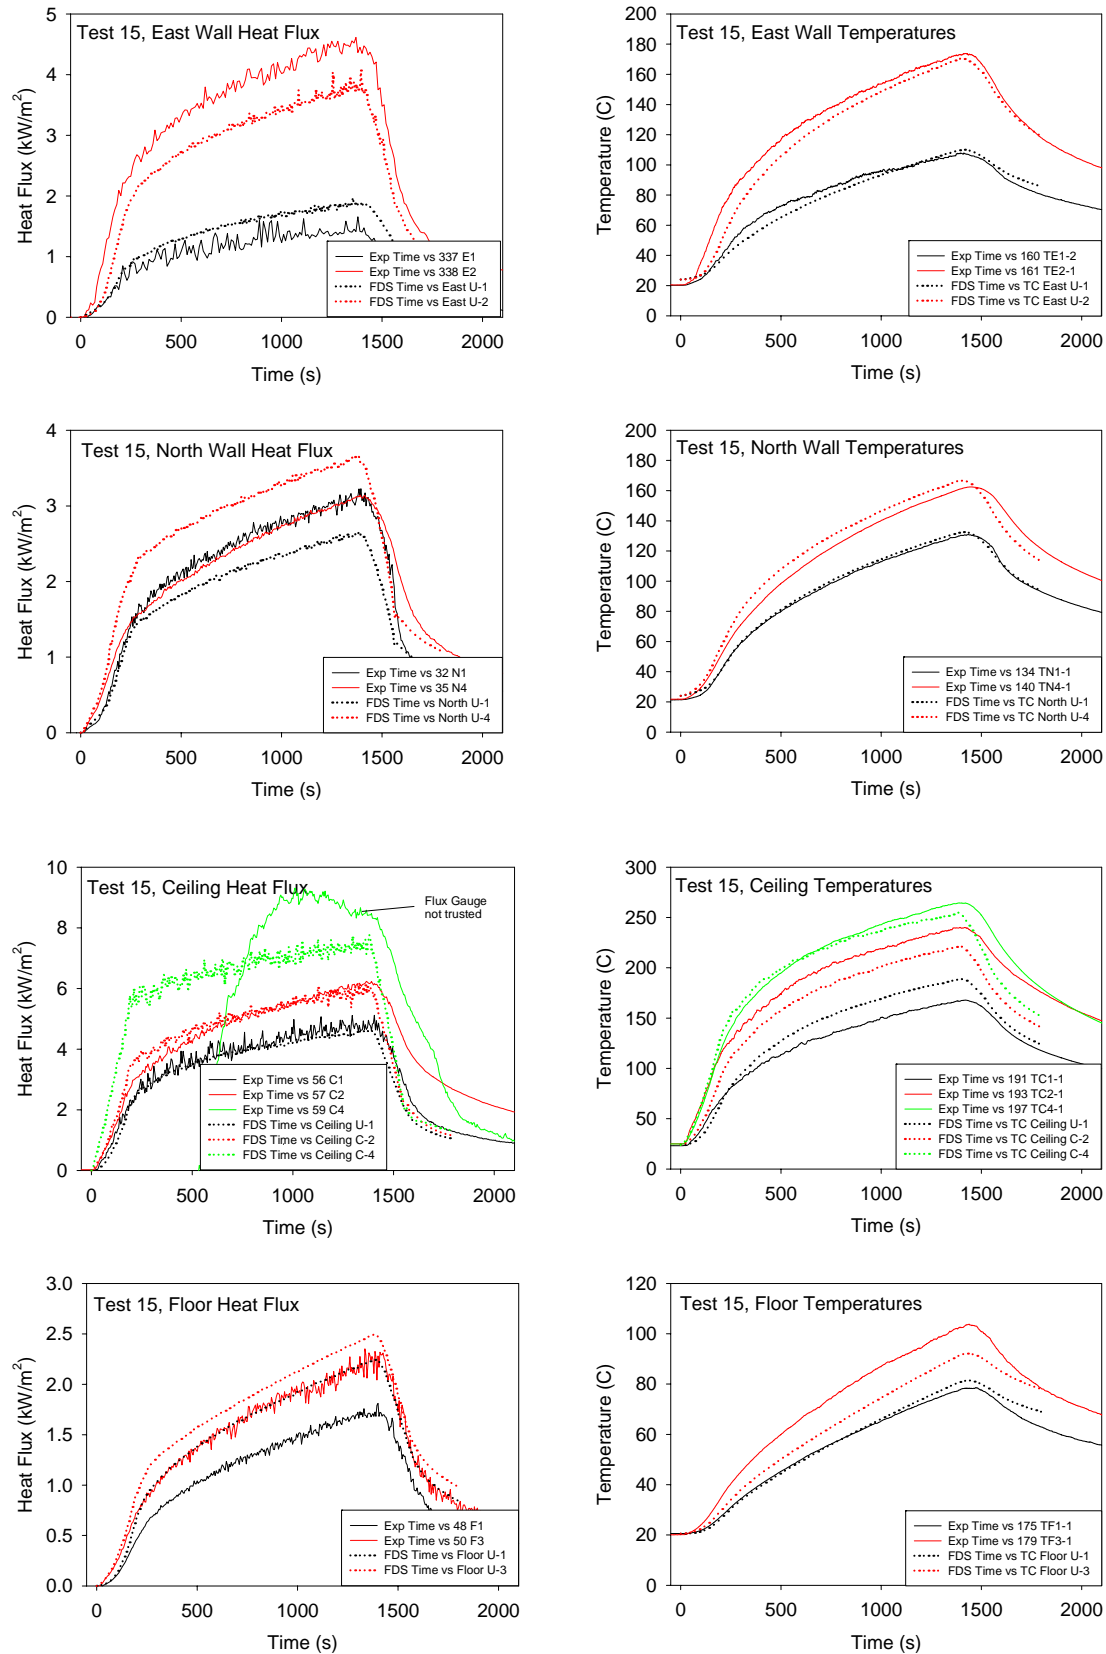 Test 15, East Wall Heat Flux
Heat Flux (kW/m²)
5
4
3
2
1
0
Exp Time vs 337 E1
Exp Time vs 338 E2
FDS Time vs East U-1
FDS Time vs East U-2
0 500 1000 1500 2000
Time (s)
Test 15, East Wall Temperatures
Temperature (C)
200
180
160
140
120
100
80
60
40
20
0
Exp Time vs 160 TE1-2
Exp Time vs 161 TE2-1
FDS Time vs TC East U-1
FDS Time vs TC East U-2
0 500 1000 1500 2000
Time (s)
Test 15, North Wall Heat Flux
Heat Flux (kW/m²)
4
3
2
1
0
Exp Time vs 32 N1
Exp Time vs 35 N4
FDS Time vs North U-1
FDS Time vs North U-4
0 500 1000 1500 2000
Time (s)
Test 15, North Wall Temperatures
Temperature (C)
200
180
160
140
120
100
80
60
40
20
0
Exp Time vs 134 TN1-1
Exp Time vs 140 TN4-1
FDS Time vs TC North U-1
FDS Time vs TC North U-4
0 500 1000 1500 2000
Time (s)
Test 15, Ceiling Heat Flux
Flux Gauge
not trusted
Heat Flux (kW/m²)
10
8
6
4
2
0
Exp Time vs 56 C1
Exp Time vs 57 C2
Exp Time vs 59 C4
FDS Time vs Ceiling U-1
FDS Time vs Ceiling C-2
FDS Time vs Ceiling C-4
0 500 1000 1500 2000
Time (s)
Test 15, Ceiling Temperatures
Temperature (C)
300
250
200
150
100
50
0
Exp Time vs 191 TC1-1
Exp Time vs 193 TC2-1
Exp Time vs 197 TC4-1
FDS Time vs TC Ceiling U-1
FDS Time vs TC Ceiling C-2
FDS Time vs TC Ceiling C-4
0 500 1000 1500 2000
Time (s)
Test 15, Floor Heat Flux
Heat Flux (kW/m²)
3.0
2.5
2.0
1.5
1.0
0.5
0.0
Exp Time vs 48 F1
Exp Time vs 50 F3
FDS Time vs Floor U-1
FDS Time vs Floor U-3
0 500 1000 1500 2000
Time (s)
Test 15, Floor Temperatures
Temperature (C)
120
100
80
60
40
20
0
Exp Time vs 175 TF1-1
Exp Time vs 179 TF3-1
FDS Time vs TC Floor U-1
FDS Time vs TC Floor U-3
0 500 1000 1500 2000
Time (s)